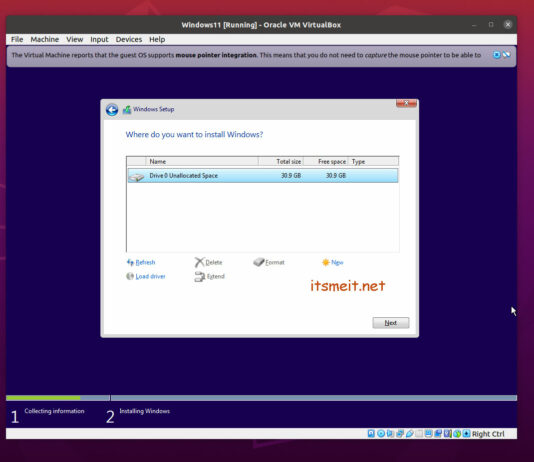 Windows11 [Running] - Oracle VM VirtualBox
File Machine View Input Devices Help
The Virtual Machine reports that the guest OS supports mouse pointer integration. This means that you do not need to capture the mouse pointer to be able to
Windows Setup
Where do you want to install Windows?
Name Total size Free space Type
Drive 0 Unallocated Space 30.9 GB 30.9 GB
Refresh Delete Format New
Load driver Extend
itsmeit.net
Next
1 Collecting information 2 Installing Windows
Right Ctrl